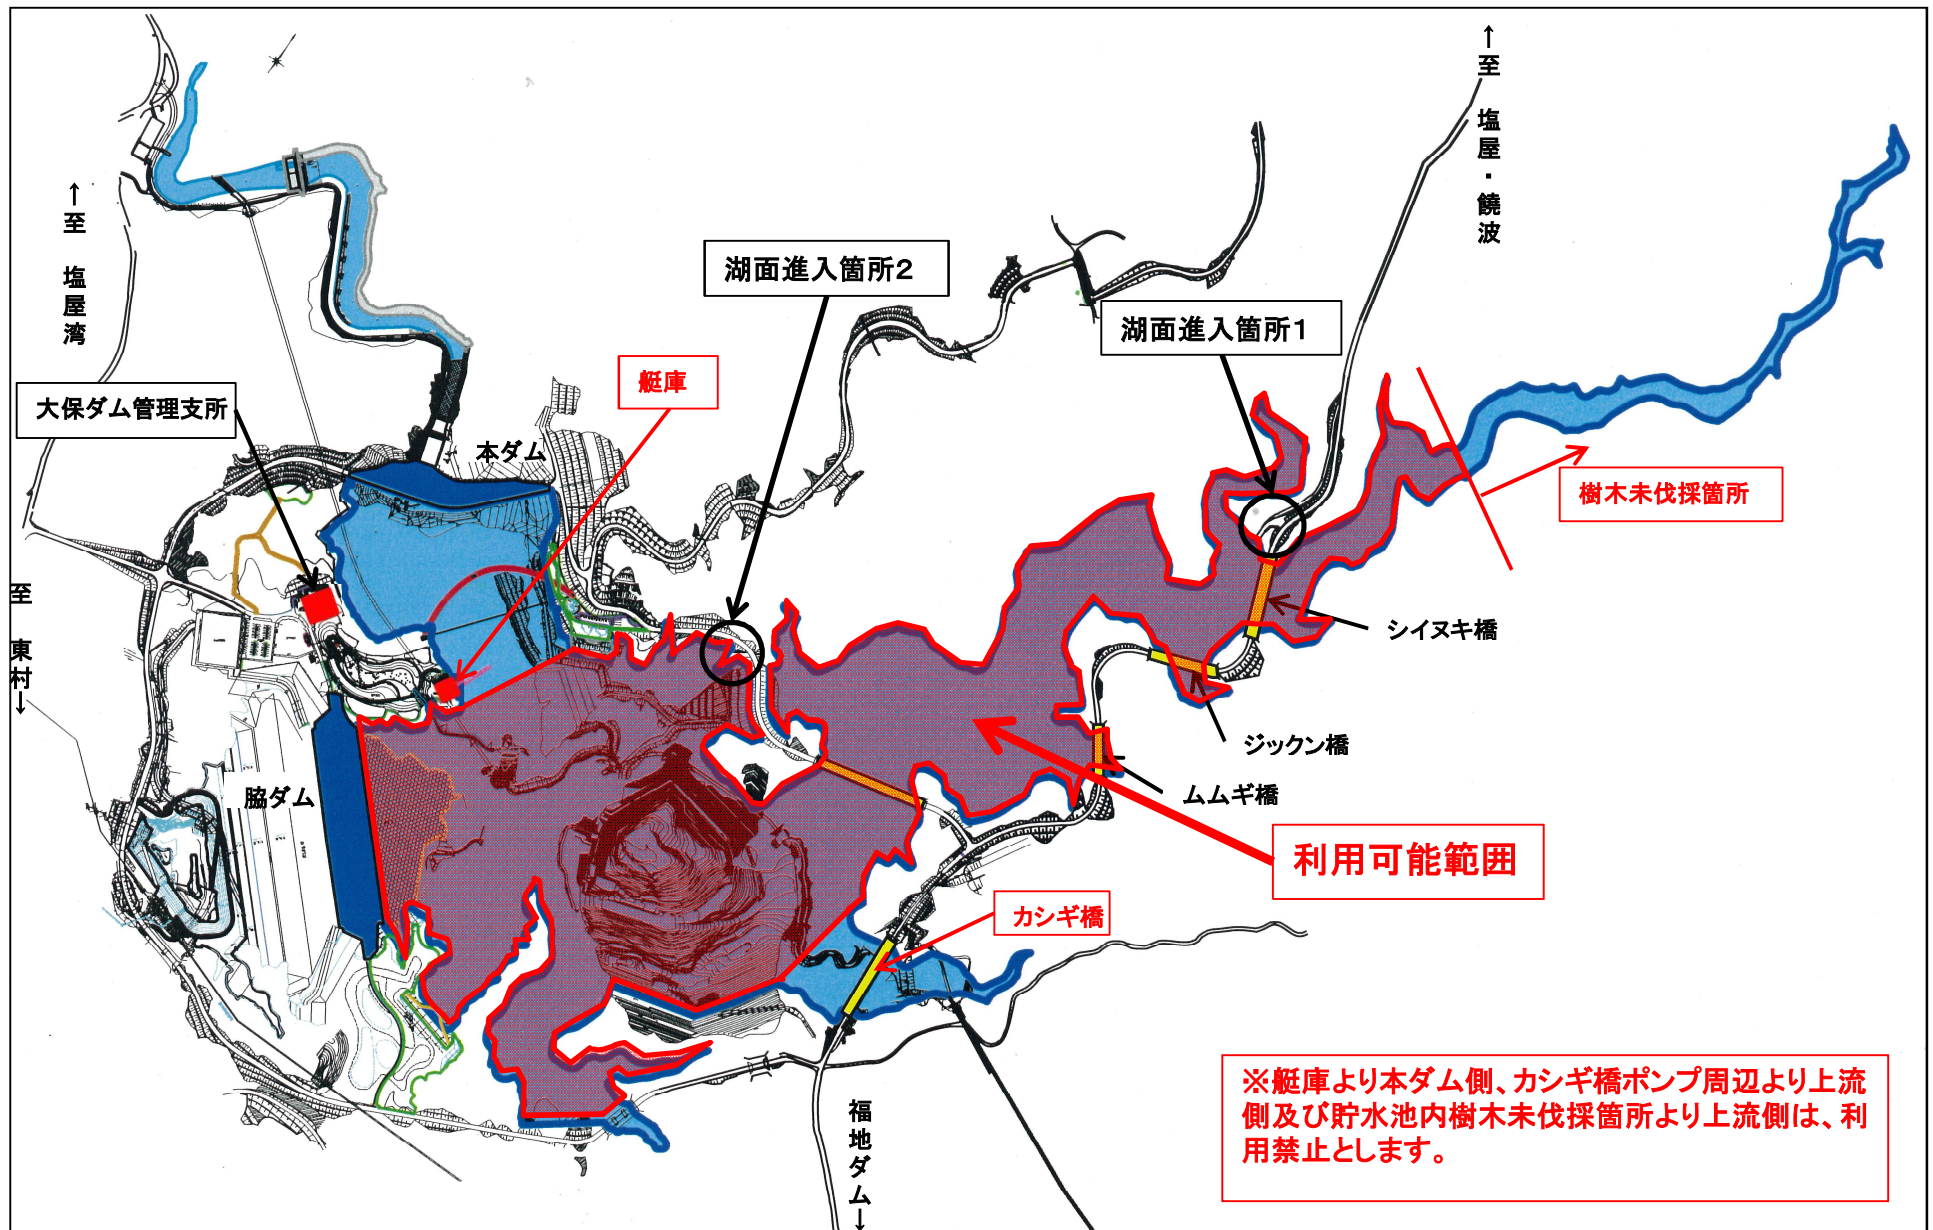 ↑至 塩屋・饒波
↑至 塩屋湾
湖面進入箇所2
湖面進入箇所1
艇庫
大保ダム管理支所
本ダム
樹木未伐採箇所
至 東村↓
シイヌキ橋
ジックン橋
ムムギ橋
脇ダム
利用可能範囲
カシギ橋
福地ダム↓
※艇庫より本ダム側、カシギ橋ポンプ周辺より上流
側及び貯水池内樹木未伐採箇所より上流側は、利
用禁止とします。